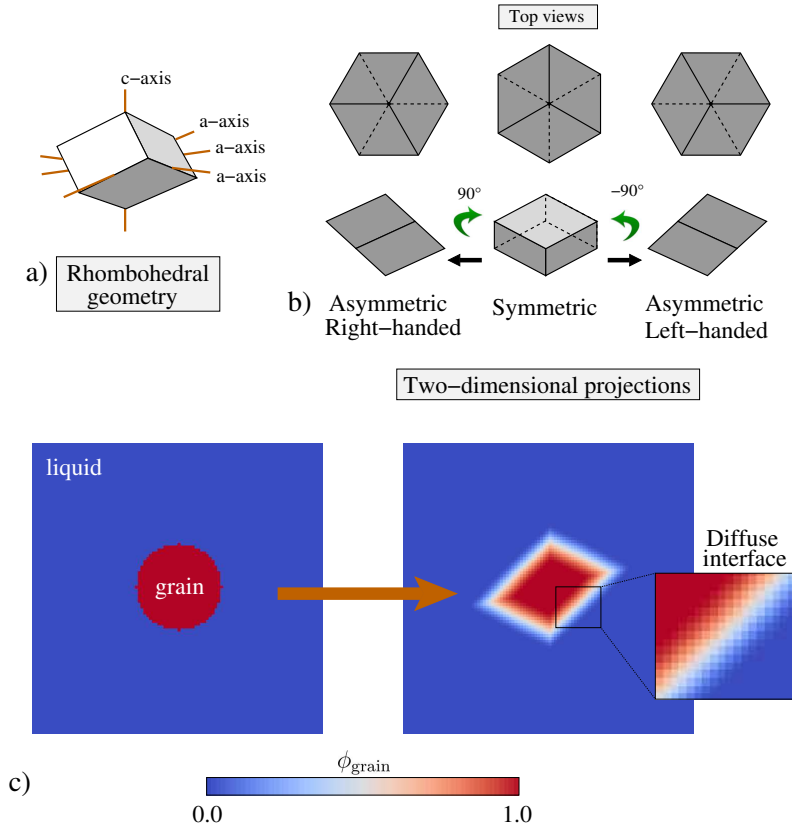 Top views
c−axis
a−axis
a−axis
a−axis
90°
−90°
a)
Rhombohedral
geometry
b)
Asymmetric
Right−handed
Symmetric
Asymmetric
Left−handed
Two−dimensional projections
liquid
grain
Diffuse
interface
c)
ϕgrain
0.0
1.0